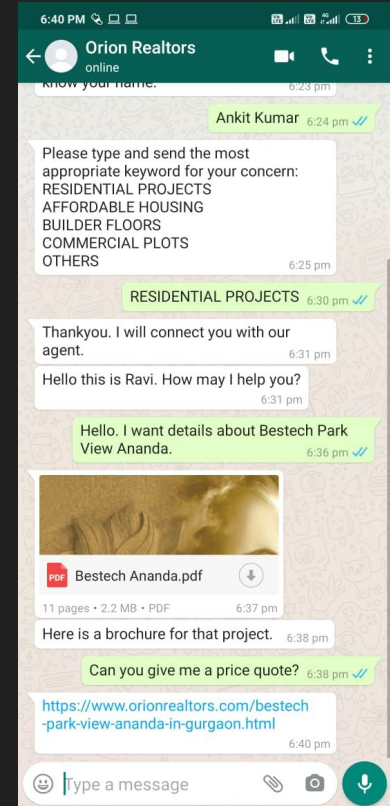 6:40 PM
13
Orion Realtors
online
know your name.
6:23 pm
Ankit Kumar 6:24 pm
Please type and send the most
appropriate keyword for your concern:
RESIDENTIAL PROJECTS
AFFORDABLE HOUSING
BUILDER FLOORS
COMMERCIAL PLOTS
OTHERS
6:25 pm
RESIDENTIAL PROJECTS 6:30 pm
Thankyou. I will connect you with our
agent.
6:31 pm
Hello this is Ravi. How may I help you?
6:31 pm
Hello. I want details about Bestech Park
View Ananda.
6:36 pm
PDF Bestech Ananda.pdf
11 pages • 2.2 MB • PDF 6:37 pm
Here is a brochure for that project. 6:38 pm
Can you give me a price quote? 6:38 pm
https://www.orionrealtors.com/bestech
-park-view-ananda-in-gurgaon.html
6:40 pm
Type a message